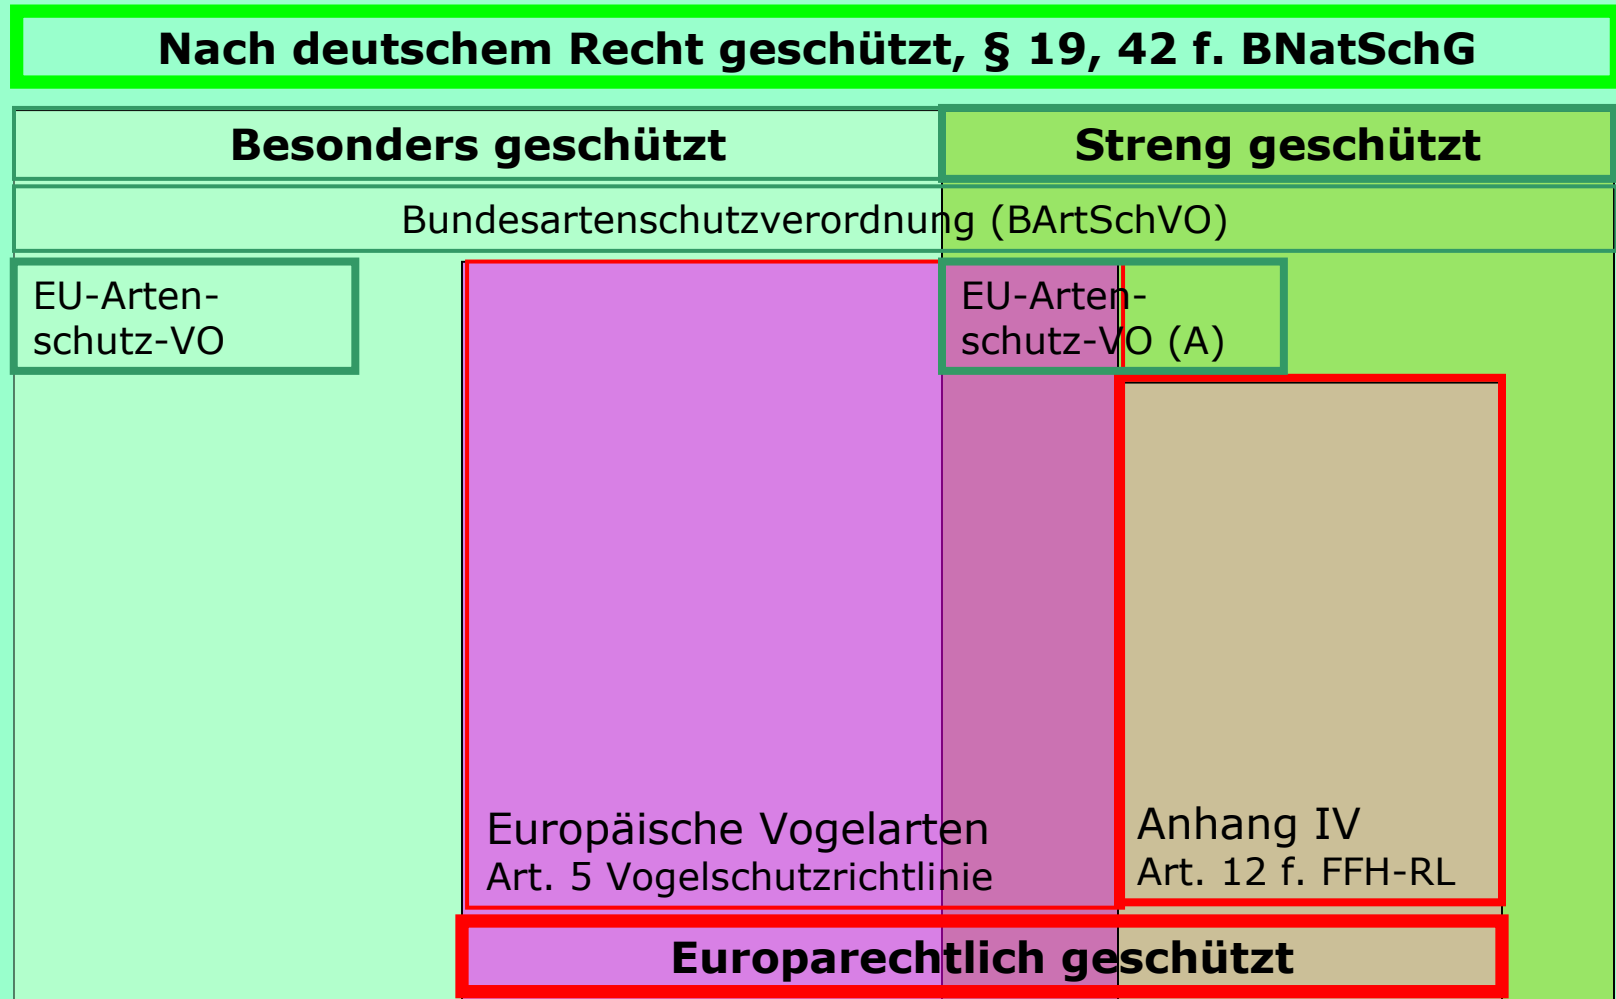 Nach deutschem Recht geschützt, § 19, 42 f. BNatSchG
Besonders geschützt
Streng geschützt
Bundesartenschutzverordnung (BArtSchVO)
EU-Arten-
schutz-VO
EU-Arten-
schutz-VO (A)
Europäische Vogelarten
Art. 5 Vogelschutzrichtlinie
Anhang IV
Art. 12 f. FFH-RL
Europarechtlich geschützt